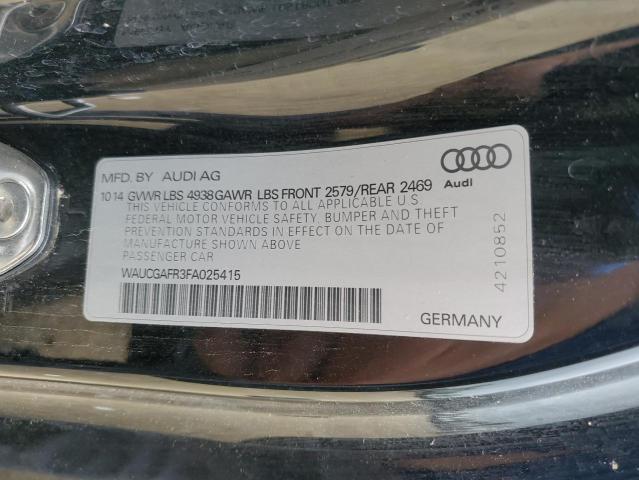 MFD. BY AUDI AG
10 14 GVWR LBS 4938 GAWR LBS FRONT 2579/REAR 2469
Audi
THIS VEHICLE CONFORMS TO ALL APPLICABLE U.S.
FEDERAL MOTOR VEHICLE SAFETY, BUMPER AND THEFT
PREVENTION STANDARDS IN EFFECT ON THE DATE OF
MANUFACTURE SHOWN ABOVE
PASSENGER CAR
WAUCGAFR3FA025415
4210852
GERMANY